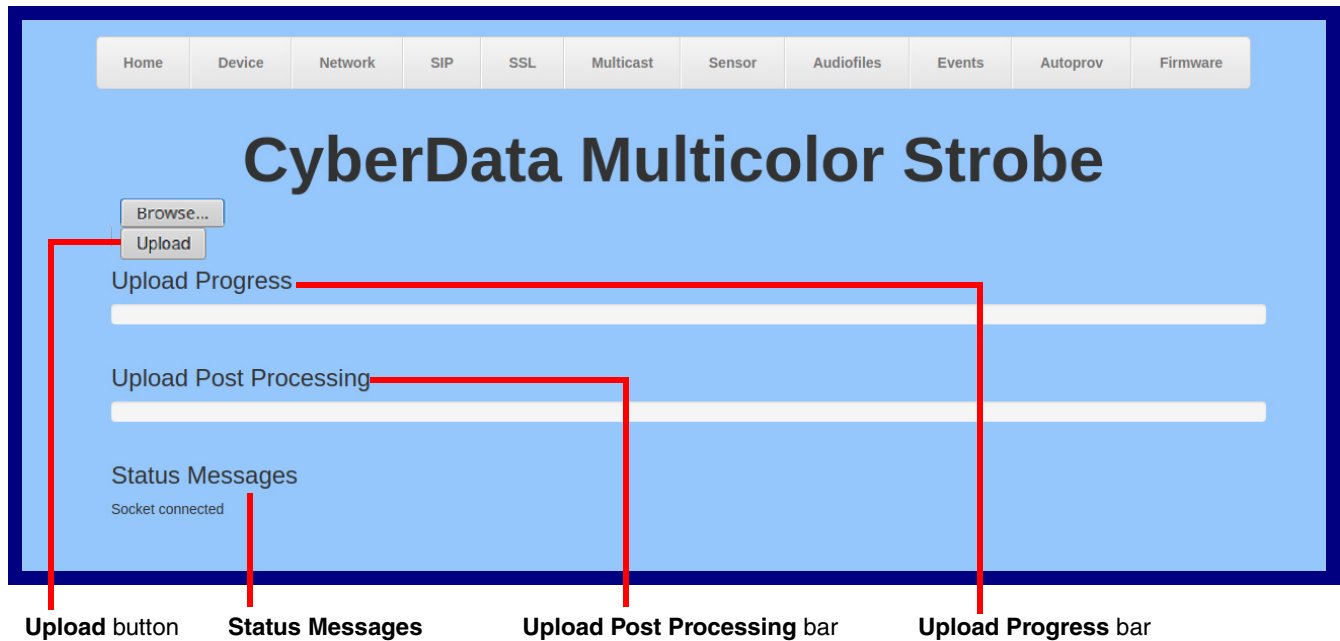 Home Device Network SIP SSL Multicast Sensor Audiofiles Events Autoprov Firmware
CyberData Multicolor Strobe
Browse...
Upload
Upload Progress
Upload Post Processing
Status Messages
Socket connected
Upload button Status Messages Upload Post Processing bar Upload Progress bar